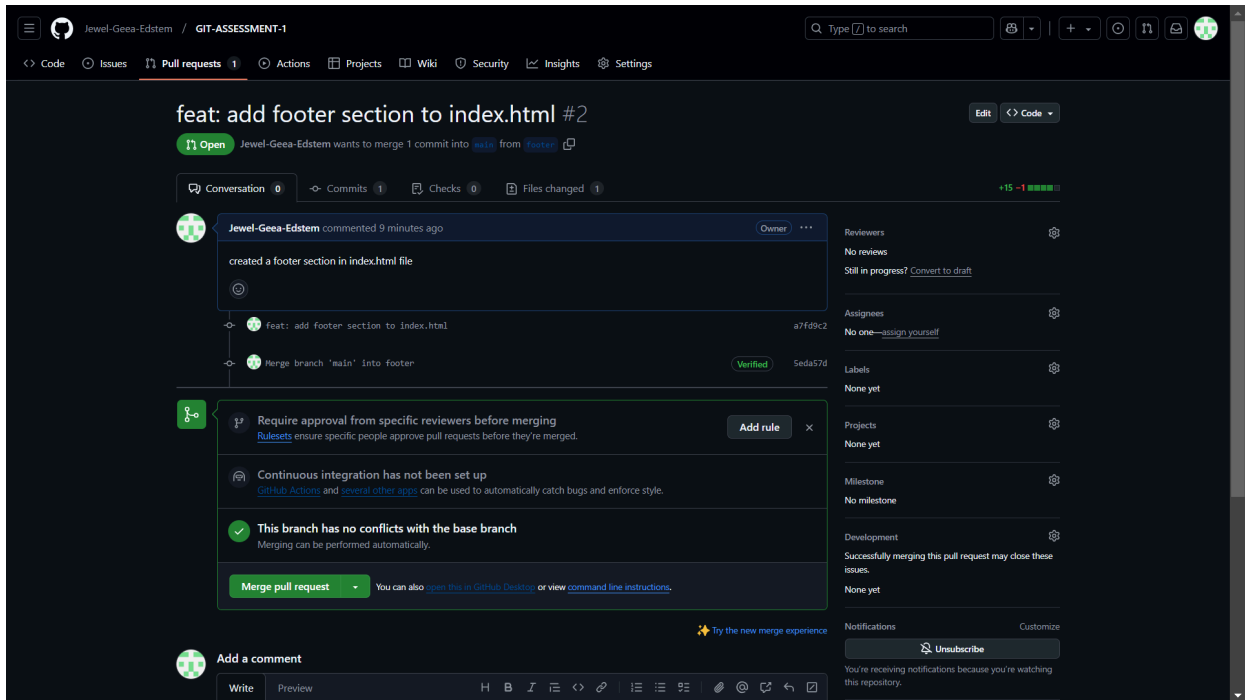 Jewel-Geea-Edstem / GIT-ASSESSMENT-1
Type / to search
Code Issues Pull requests 1 Actions Projects Wiki Security Insights Settings
feat: add footer section to index.html #2
Edit Code
Open Jewel-Geea-Edstem wants to merge 1 commit into main from footer
Conversation 0 Commits 1 Checks 0 Files changed 1
+15 −1
Jewel-Geea-Edstem commented 9 minutes ago
Owner
created a footer section in index.html file
feat: add footer section to index.html a7fd9c2
Merge branch 'main' into footer Verified 5eda57d
Require approval from specific reviewers before merging
Rulesets ensure specific people approve pull requests before they're merged.
Add rule
Continuous integration has not been set up
GitHub Actions and several other apps can be used to automatically catch bugs and enforce style.
This branch has no conflicts with the base branch
Merging can be performed automatically.
Merge pull request You can also open this in GitHub Desktop or view command line instructions.
Try the new merge experience
Add a comment
Write Preview
Reviewers
No reviews
Still in progress? Convert to draft
Assignees
No one—assign yourself
Labels
None yet
Projects
None yet
Milestone
No milestone
Development
Successfully merging this pull request may close these
issues.
None yet
Notifications Customize
Unsubscribe
You're receiving notifications because you're watching
this repository.